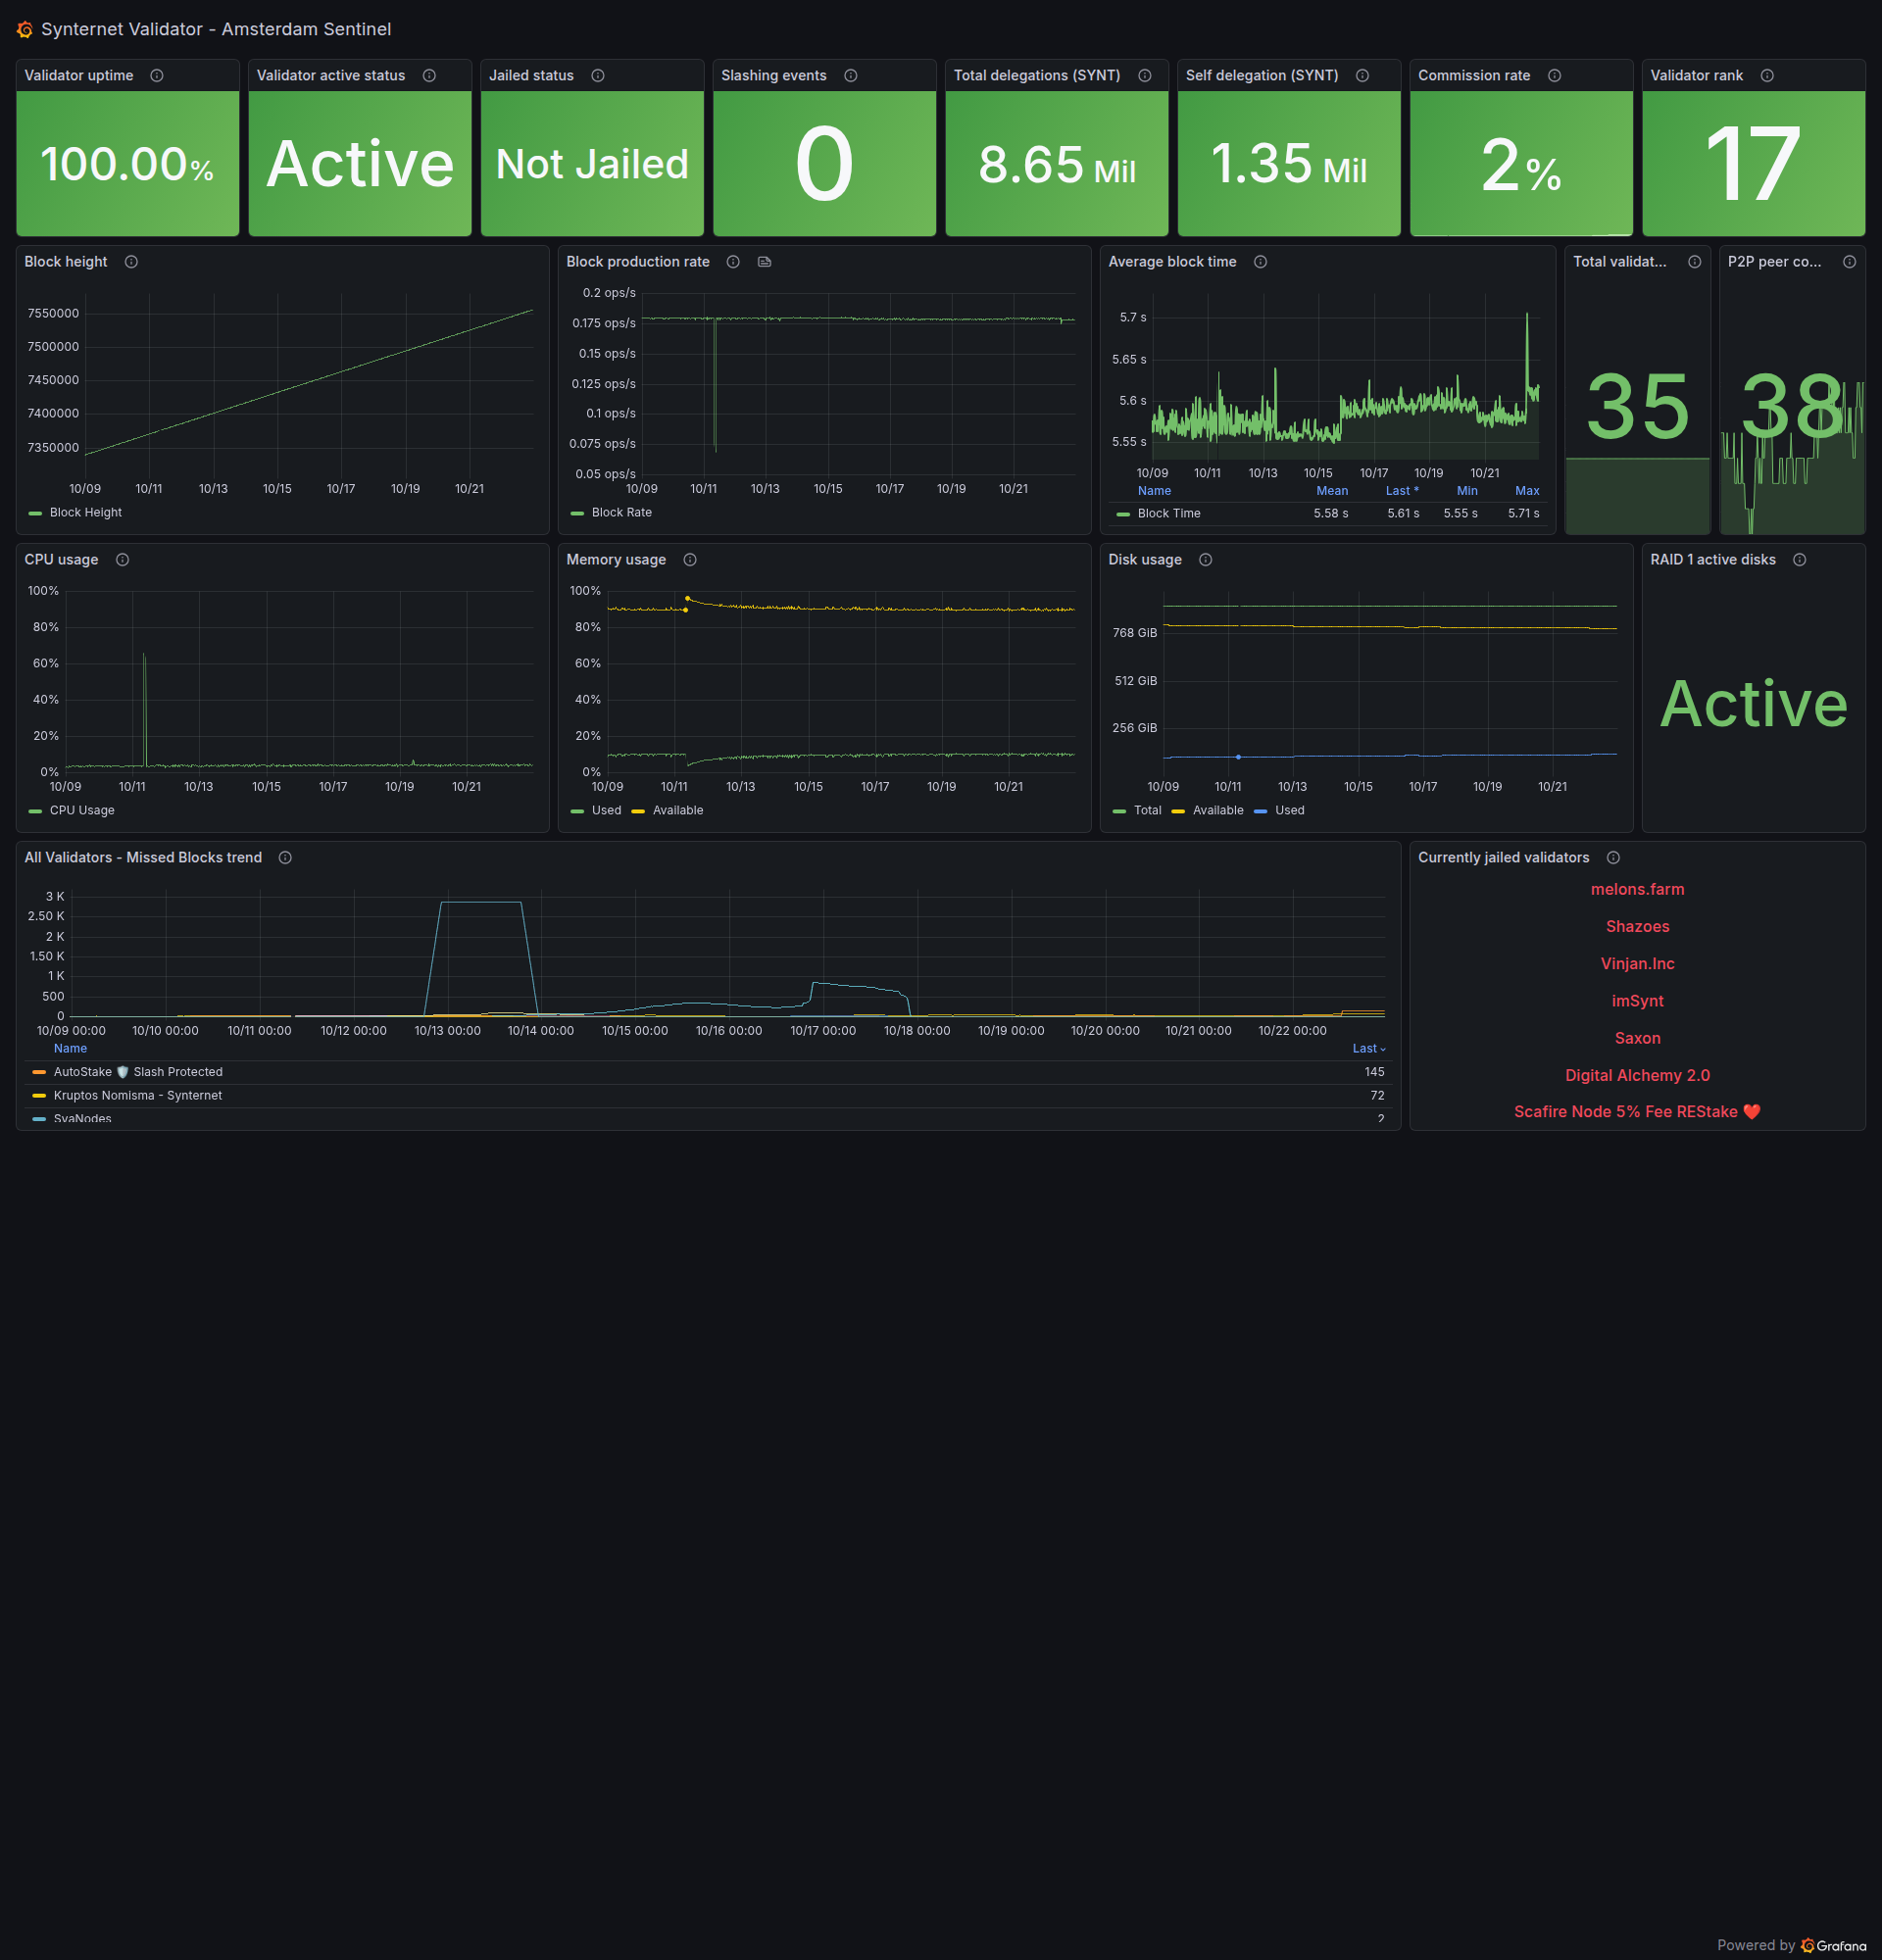 Synternet Validator - Amsterdam Sentinel
Validator uptime
100.00%
Validator active status
Active
Jailed status
Not Jailed
Slashing events
0
Total delegations (SYNT)
8.65 Mil
Self delegation (SYNT)
1.35 Mil
Commission rate
2%
Validator rank
17
Block height
7550000
7500000
7450000
7400000
7350000
10/09 10/11 10/13 10/15 10/17 10/19 10/21
Block Height
Block production rate
0.2 ops/s
0.175 ops/s
0.15 ops/s
0.125 ops/s
0.1 ops/s
0.075 ops/s
0.05 ops/s
10/09 10/11 10/13 10/15 10/17 10/19 10/21
Block Rate
Average block time
5.7 s
5.65 s
5.6 s
5.55 s
10/09 10/11 10/13 10/15 10/17 10/19 10/21
Name Mean Last * Min Max
Block Time 5.58 s 5.61 s 5.55 s 5.71 s
Total validat...
35
P2P peer co...
38
CPU usage
100%
80%
60%
40%
20%
0%
10/09 10/11 10/13 10/15 10/17 10/19 10/21
CPU Usage
Memory usage
100%
80%
60%
40%
20%
0%
10/09 10/11 10/13 10/15 10/17 10/19 10/21
Used Available
Disk usage
768 GiB
512 GiB
256 GiB
10/09 10/11 10/13 10/15 10/17 10/19 10/21
Total Available Used
RAID 1 active disks
Active
All Validators - Missed Blocks trend
3 K
2.50 K
2 K
1.50 K
1 K
500
0
10/09 00:00 10/10 00:00 10/11 00:00 10/12 00:00 10/13 00:00 10/14 00:00 10/15 00:00 10/16 00:00 10/17 00:00 10/18 00:00 10/19 00:00 10/20 00:00 10/21 00:00 10/22 00:00
Name Last
AutoStake 🛡️ Slash Protected 145
Kruptos Nomisma - Synternet 72
SvaNodes 2
Currently jailed validators
melons.farm
Shazoes
Vinjan.Inc
imSynt
Saxon
Digital Alchemy 2.0
Scafire Node 5% Fee REStake ❤️
Powered by Grafana